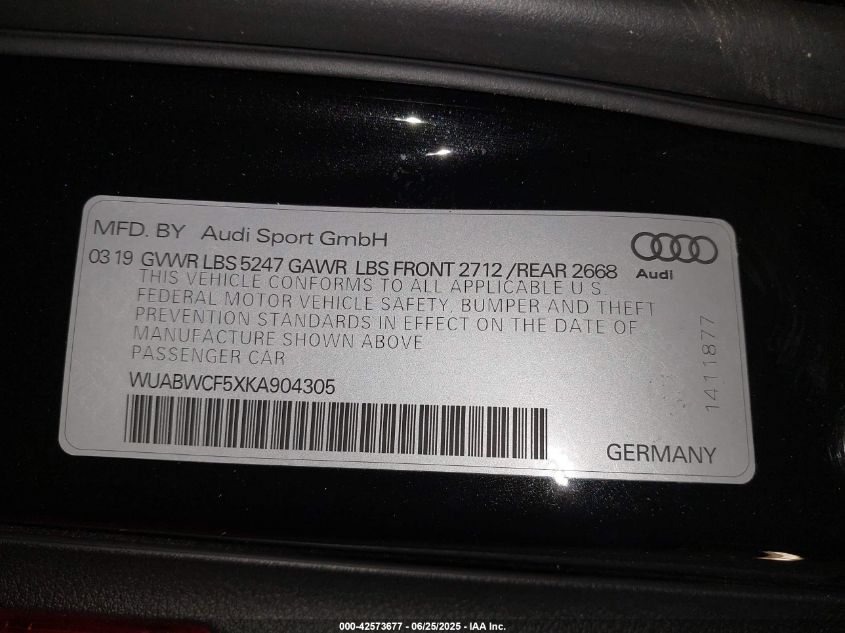 MFD. BY Audi Sport GmbH
Audi
03 19 GVWR LBS 5247 GAWR LBS FRONT 2712 /REAR 2668
THIS VEHICLE CONFORMS TO ALL APPLICABLE U.S.
FEDERAL MOTOR VEHICLE SAFETY, BUMPER AND THEFT
PREVENTION STANDARDS IN EFFECT ON THE DATE OF
MANUFACTURE SHOWN ABOVE
PASSENGER CAR
WUABWCF5XKA904305
1411877
GERMANY
000-42573677 - 06/25/2025 - IAA Inc.